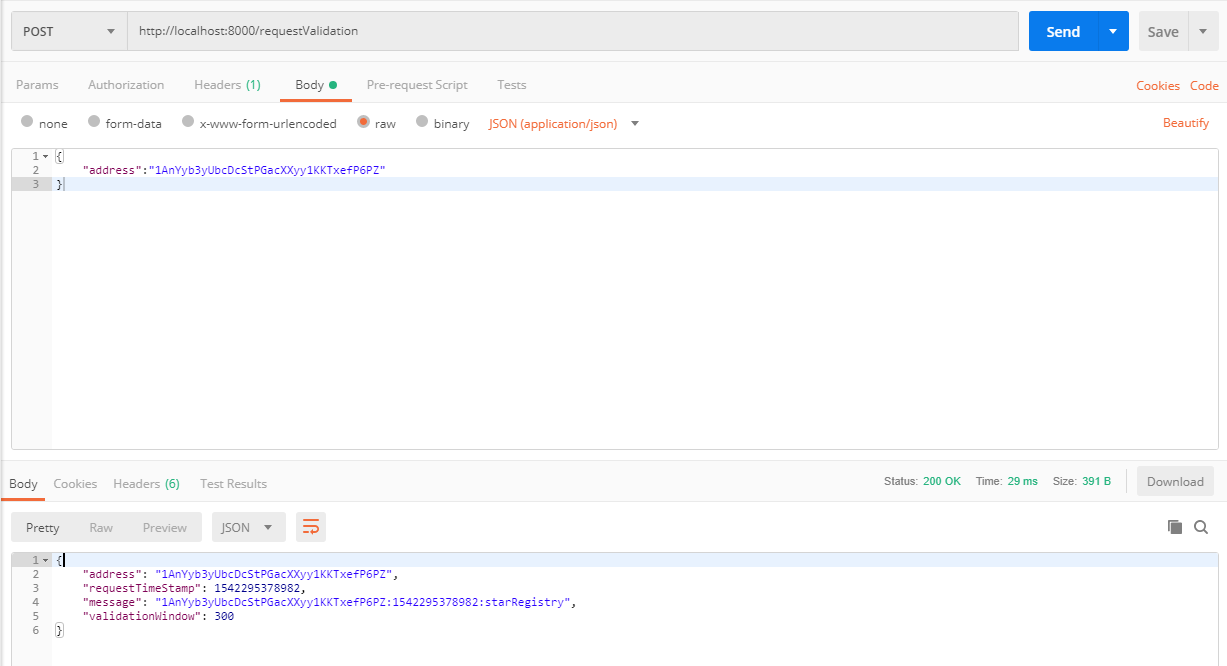 POST http://localhost:8000/requestValidation Send Save
Params Authorization Headers (1) Body Pre-request Script Tests Cookies Code
none form-data x-www-form-urlencoded raw binary JSON (application/json) Beautify
1 {
2 "address":"1AnYyb3yUbcDcStPGacXXyy1KKTxefP6PZ"
3 }
Body Cookies Headers (6) Test Results Status: 200 OK Time: 29 ms Size: 391 B Download
Pretty Raw Preview JSON
1 {
2 "address": "1AnYyb3yUbcDcStPGacXXyy1KKTxefP6PZ",
3 "requestTimeStamp": 1542295378982,
4 "message": "1AnYyb3yUbcDcStPGacXXyy1KKTxefP6PZ:1542295378982:starRegistry",
5 "validationWindow": 300
6 }